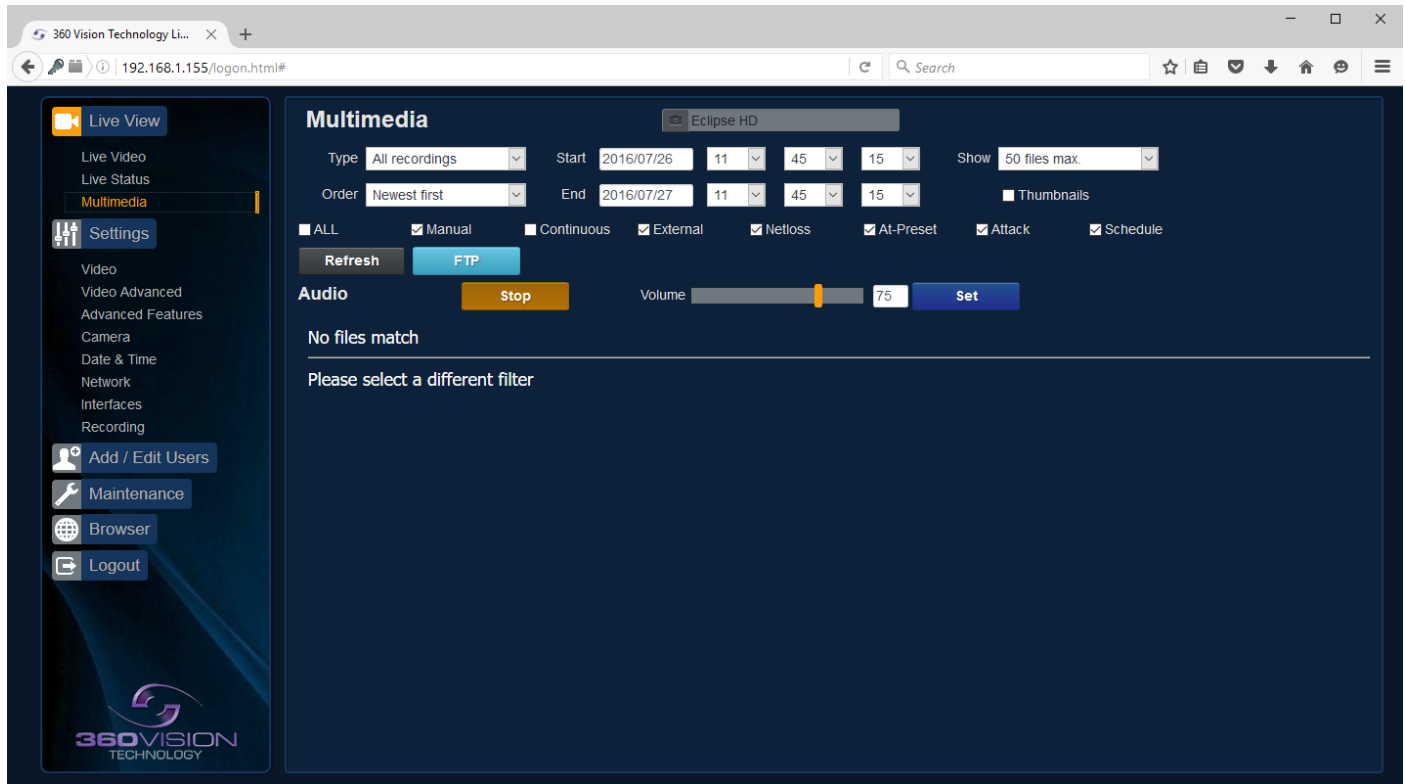 360 Vision Technology Li...
192.168.1.155/logon.html#
Search
Live View
Live Video
Live Status
Multimedia
Settings
Video
Video Advanced
Advanced Features
Camera
Date & Time
Network
Interfaces
Recording
Add / Edit Users
Maintenance
Browser
Logout
360VISION
TECHNOLOGY
Multimedia Eclipse HD
Type All recordings Start 2016/07/26 11 45 15 Show 50 files max.
Order Newest first End 2016/07/27 11 45 15 Thumbnails
ALL Manual Continuous External Netloss At-Preset Attack Schedule
Refresh FTP
Audio Stop Volume 75 Set
No files match
Please select a different filter